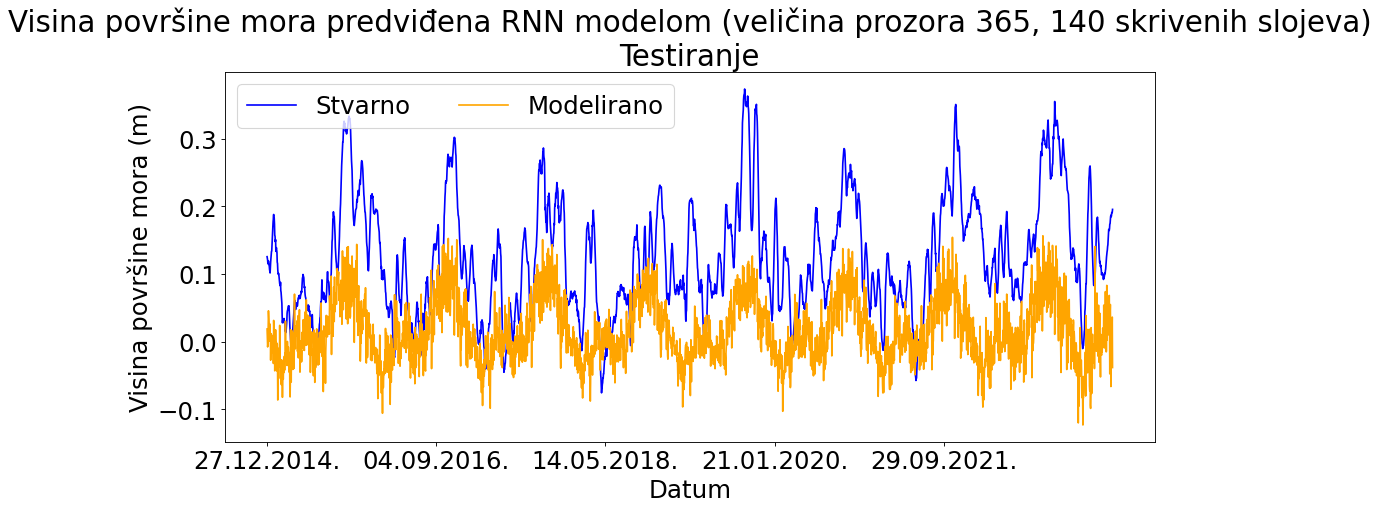 Visina površine mora predviđena RNN modelom (veličina prozora 365, 140 skrivenih slojeva)
Testiranje
Stvarno Modelirano
Visina površine mora (m)
0.3
0.2
0.1
0.0
−0.1
27.12.2014. 04.09.2016. 14.05.2018. 21.01.2020. 29.09.2021.
Datum